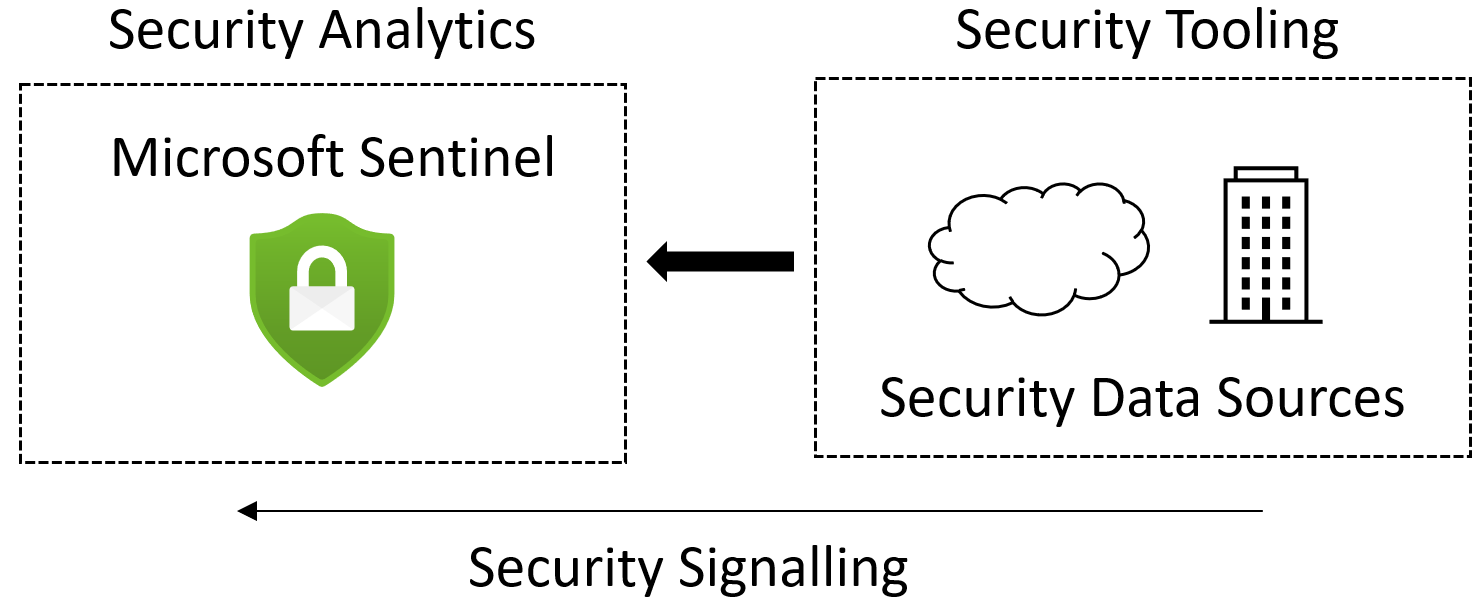 Security Analytics
Security Tooling
Microsoft Sentinel
Security Data Sources
Security Signalling